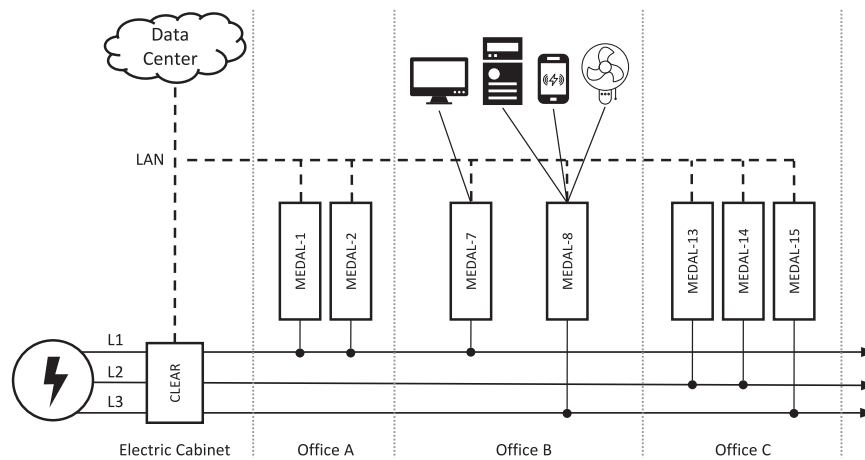 Data
Center
LAN
MEDAL-1
MEDAL-2
MEDAL-7
MEDAL-8
MEDAL-13
MEDAL-14
MEDAL-15
L1
L2
L3
CLEAR
Electric Cabinet
Office A
Office B
Office C